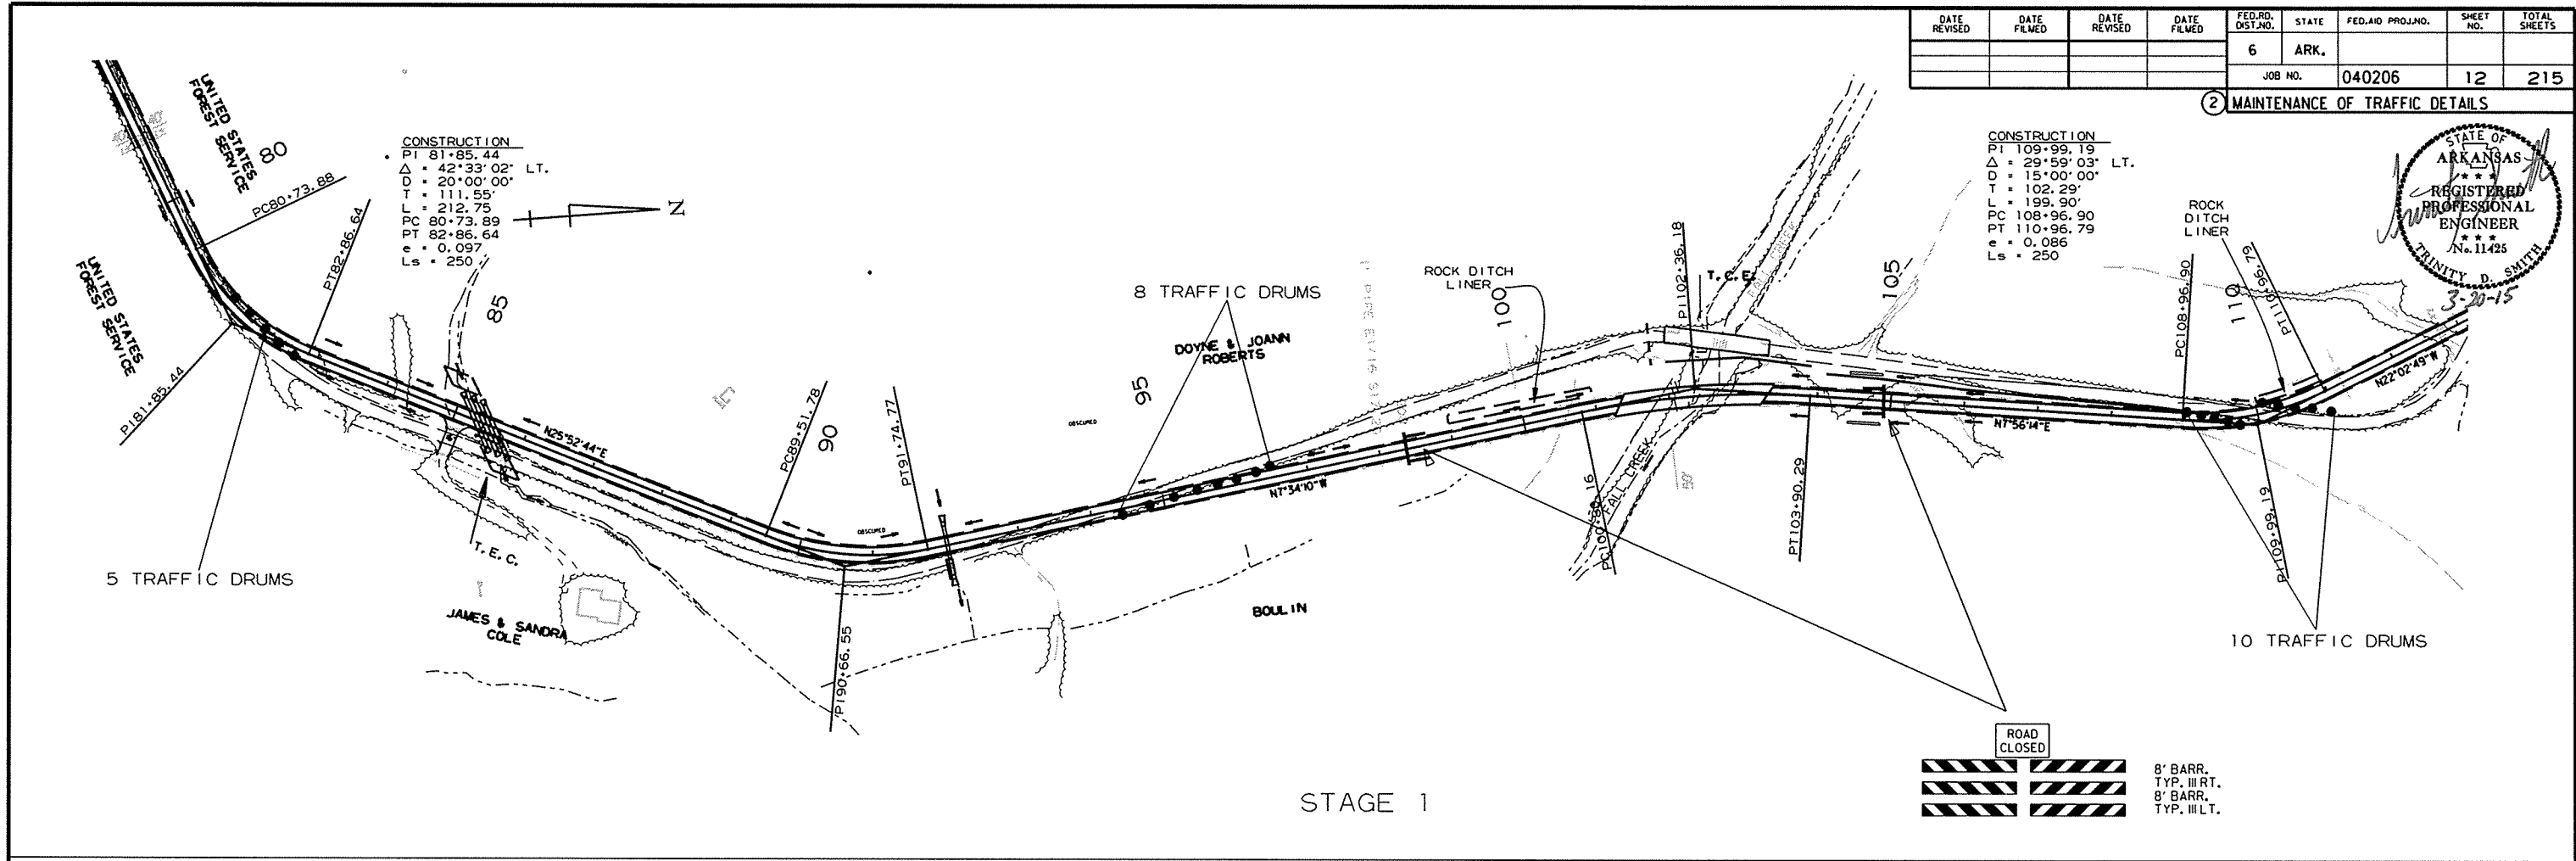 DATE REVISED
DATE FILMED
DATE REVISED
DATE FILMED
FED.RD. DIST.NO.
STATE
FED.AID PROJ.NO.
SHEET NO.
TOTAL SHEETS
6
ARK.
JOB NO.
040206
12
215
2
MAINTENANCE OF TRAFFIC DETAILS
STATE OF
ARKANSAS
* * *
REGISTERED
PROFESSIONAL
ENGINEER
* * *
No. 11425
TRINITY D. SMITH
3-20-15
UNITED STATES
FOREST SERVICE
80
PC80+73.88
UNITED STATES
FOREST SERVICE
PI81+85.44
PT82+86.64
CONSTRUCTION
PI 81+85.44
Δ = 42°33'02" LT.
D = 20°00'00"
T = 111.55'
L = 212.75
PC 80+73.89
PT 82+86.64
e = 0.097
Ls = 250
N
85
5 TRAFFIC DRUMS
T.E.C.
JAMES & SANDRA
COLE
N25°52'44"E
PC89+51.78
90
PI90+66.55
PT91+74.77
OBSCURED
OBSCURED
95
8 TRAFFIC DRUMS
DOYNE & JOANN
ROBERTS
N7°34'10"W
BOULIN
ROCK DITCH
LINER
100
PI102+36.18
T.C.E.
FALL CREEK
FALL CREEK
PT103+90.29
105
CONSTRUCTION
PI 109+99.19
Δ = 29°59'03" LT.
D = 15°00'00"
T = 102.29'
L = 199.90'
PC 108+96.90
PT 110+96.79
e = 0.086
Ls = 250
N7°56'14"E
PC108+96.90
110
ROCK
DITCH
LINER
PT110+96.79
N22°02'49"W
PI109+99.19
10 TRAFFIC DRUMS
ROAD
CLOSED
8' BARR.
TYP. III RT.
8' BARR.
TYP. III LT.
STAGE 1